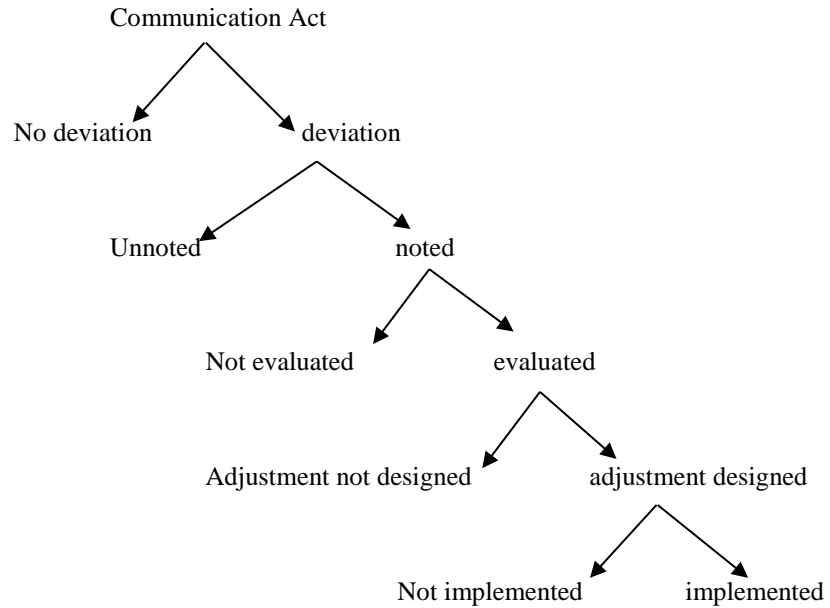 Communication Act
No deviation deviation
Unnoted noted
Not evaluated evaluated
Adjustment not designed adjustment designed
Not implemented implemented